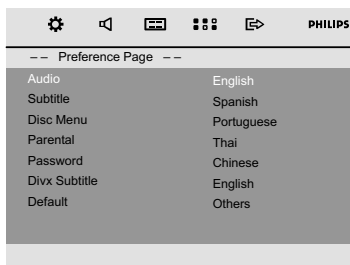 PHILIPS
-- Preference Page --
Audio English
Subtitle Spanish
Disc Menu Portuguese
Parental Thai
Password Chinese
Divx Subtitle English
Default Others